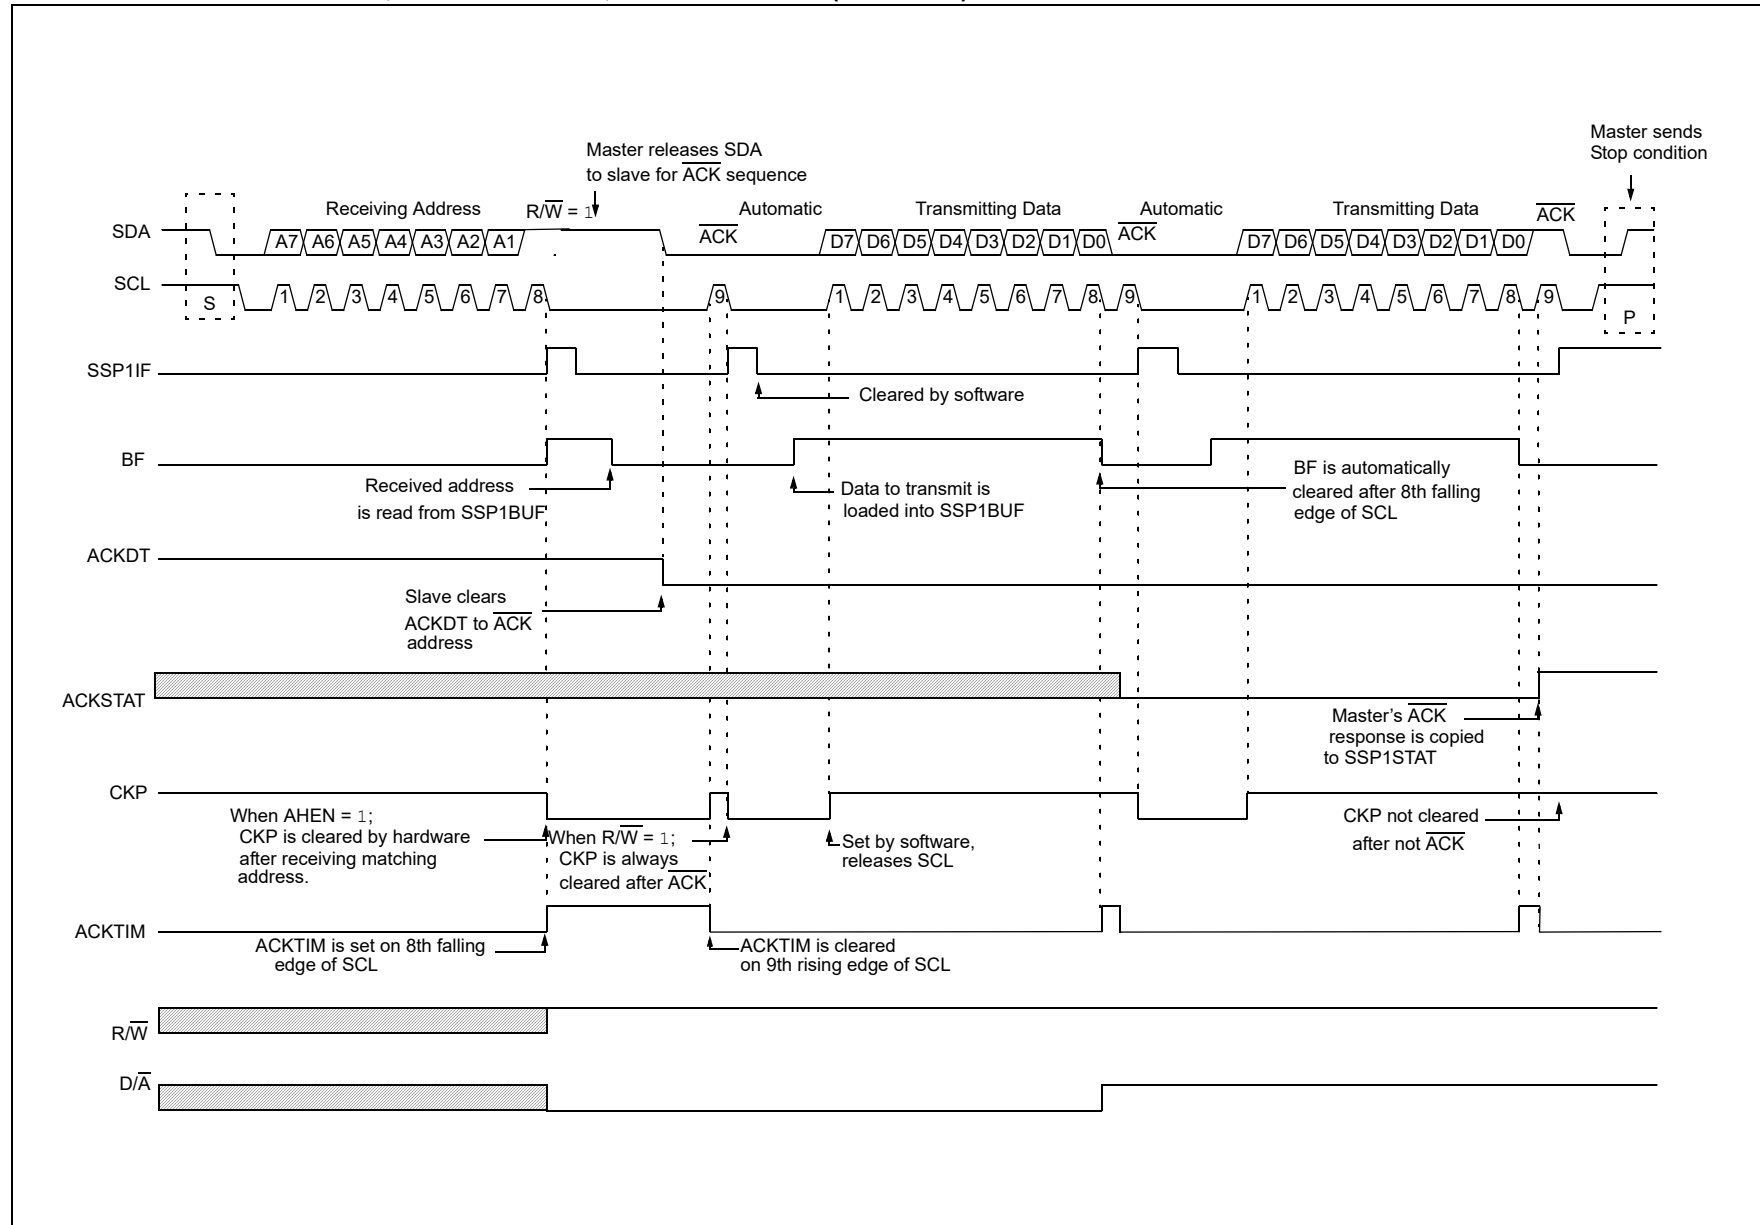 Master sends
Stop condition
Master releases SDA
to slave for ACK sequence
Receiving Address
R/W = 1
Automatic
Transmitting Data
Automatic
Transmitting Data
ACK
SDA
A7 A6 A5 A4 A3 A2 A1
ACK
D7 D6 D5 D4 D3 D2 D1 D0
ACK
D7 D6 D5 D4 D3 D2 D1 D0
SCL
S
1 2 3 4 5 6 7 8 9 1 2 3 4 5 6 7 8 9 1 2 3 4 5 6 7 8 9
P
SSP1IF
Cleared by software
BF
Received address
is read from SSP1BUF
Data to transmit is
loaded into SSP1BUF
BF is automatically
cleared after 8th falling
edge of SCL
ACKDT
Slave clears
ACKDT to ACK
address
ACKSTAT
Master's ACK
response is copied
to SSP1STAT
CKP
When AHEN = 1;
CKP is cleared by hardware
after receiving matching
address.
When R/W = 1;
CKP is always
cleared after ACK
Set by software,
releases SCL
CKP not cleared
after not ACK
ACKTIM
ACKTIM is set on 8th falling
edge of SCL
ACKTIM is cleared
on 9th rising edge of SCL
R/W
D/A